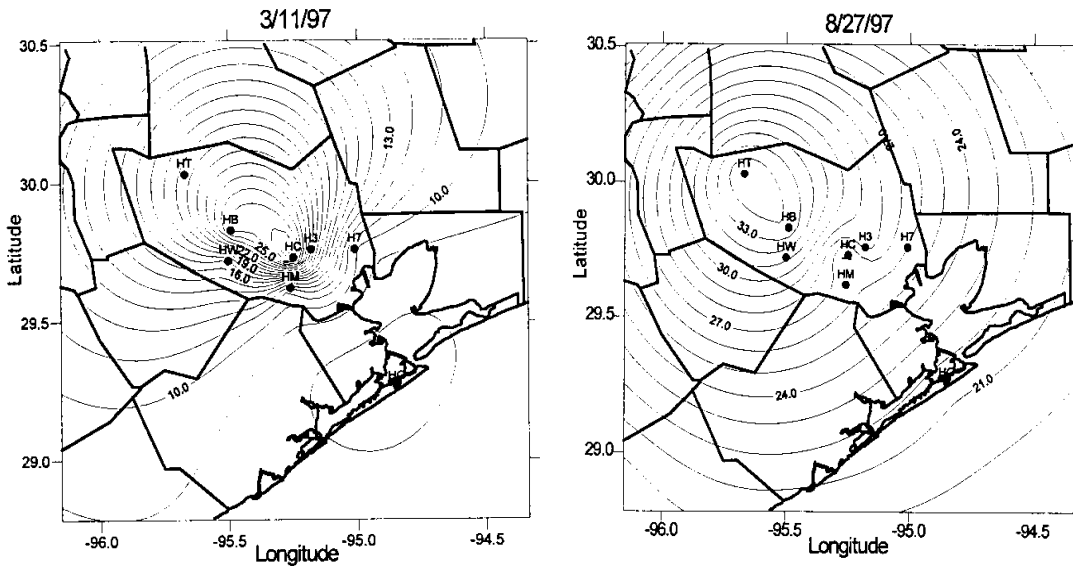 3/11/97
30.5
30.0
29.5
29.0
Latitude
-96.0
-95.5
-95.0
-94.5
Longitude
HT
HB
HW
HC
H3
H7
HM
HG
13.0
10.0
25.0
22.0
19.0
16.0
10.0
8/27/97
30.5
30.0
29.5
29.0
Latitude
-96.0
-95.5
-95.0
-94.5
Longitude
HT
HB
HW
HC
H3
H7
HM
24.0
33.0
30.0
27.0
24.0
21.0